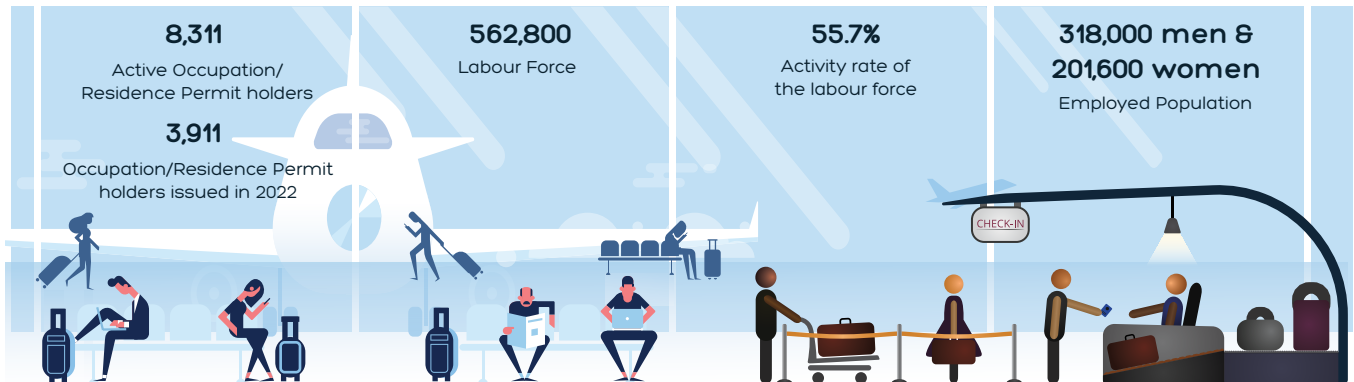 8,311
Active Occupation/
Residence Permit holders
3,911
Occupation/Residence Permit
holders issued in 2022
562,800
Labour Force
55.7%
Activity rate of
the labour force
318,000 men &
201,600 women
Employed Population
CHECK-IN